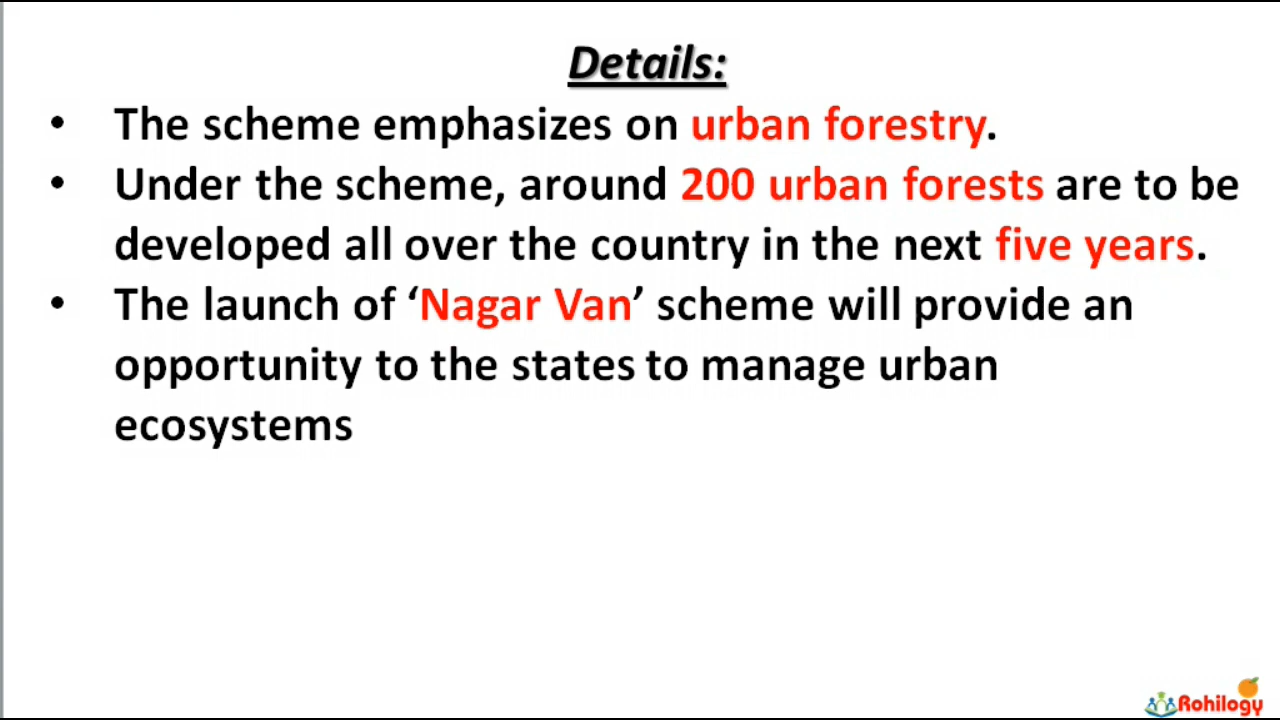 Details:
• The scheme emphasizes on urban forestry.
• Under the scheme, around 200 urban forests are to be
developed all over the country in the next five years.
• The launch of ‘Nagar Van’ scheme will provide an
opportunity to the states to manage urban
ecosystems
Rohilogy